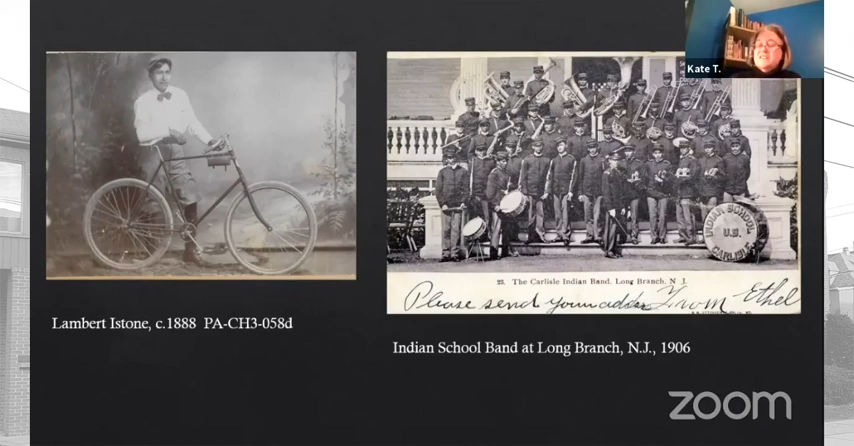 Kate T.
INDIAN SCHOOL
U.S.
CARLISLE
23. The Carlisle Indian Band, Long Branch, N. J.
Please send your address From Ethel
Lambert Istone, c.1888 PA-CH3-058d
Indian School Band at Long Branch, N.J., 1906
zoom